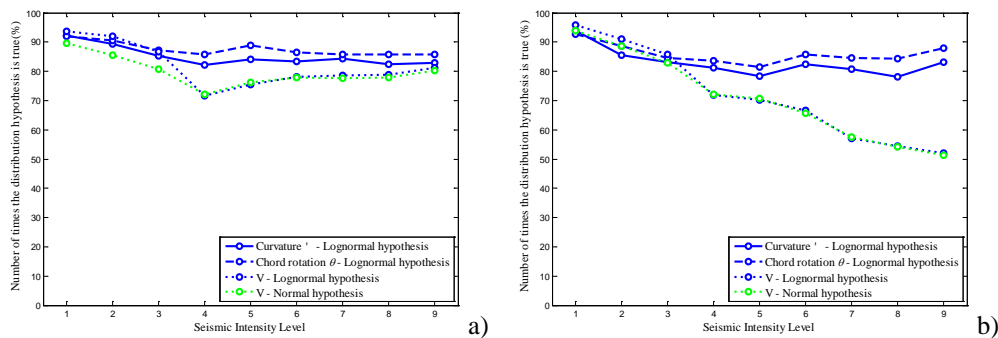 Number of times the distribution hypothesis is true(%)
100
90
80
70
60
50
40
30
20
10
0
Curvature ' - Lognormal hypothesis
Chord rotation θ - Lognormal hypothesis
V - Lognormal hypothesis
V - Normal hypothesis
1 2 3 4 5 6 7 8 9
Seismic Intensity Level
a)
Number of times the distribution hypothesis is true(%)
100
90
80
70
60
50
40
30
20
10
0
Curvature ' - Lognormal hypothesis
Chord rotation θ - Lognormal hypothesis
V - Lognormal hypothesis
V - Normal hypothesis
1 2 3 4 5 6 7 8 9
Seismic Intensity Level
b)